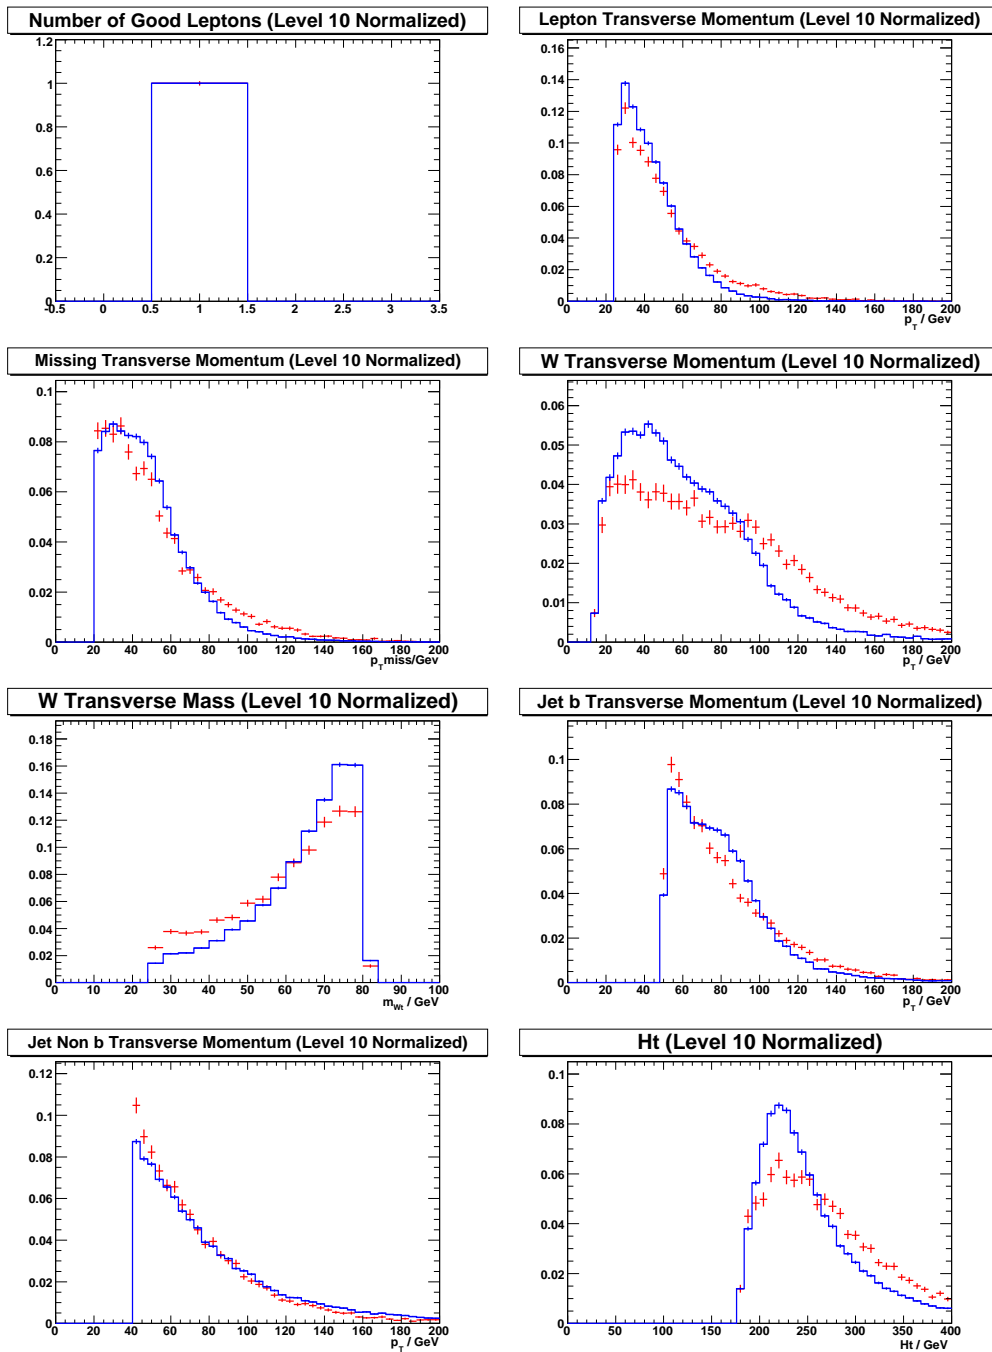 Number of Good Leptons (Level 10 Normalized)
1.2
1
0.8
0.6
0.4
0.2
0
-0.5 0 0.5 1 1.5 2 2.5 3 3.5
Lepton Transverse Momentum (Level 10 Normalized)
0.16
0.14
0.12
0.1
0.08
0.06
0.04
0.02
0
0 20 40 60 80 100 120 140 160 180 200
p_T / Gev
Missing Transverse Momentum (Level 10 Normalized)
0.1
0.08
0.06
0.04
0.02
0
0 20 40 60 80 100 120 140 160 180 200
p_T miss/Gev
W Transverse Momentum (Level 10 Normalized)
0.06
0.05
0.04
0.03
0.02
0.01
0
0 20 40 60 80 100 120 140 160 180 200
p_T / GeV
W Transverse Mass (Level 10 Normalized)
0.18
0.16
0.14
0.12
0.1
0.08
0.06
0.04
0.02
0
0 10 20 30 40 50 60 70 80 90 100
m_Wt / GeV
Jet b Transverse Momentum (Level 10 Normalized)
0.1
0.08
0.06
0.04
0.02
0
0 20 40 60 80 100 120 140 160 180 200
p_T / GeV
Jet Non b Transverse Momentum (Level 10 Normalized)
0.12
0.1
0.08
0.06
0.04
0.02
0
0 20 40 60 80 100 120 140 160 180 200
p_T / GeV
Ht (Level 10 Normalized)
0.1
0.08
0.06
0.04
0.02
0
0 50 100 150 200 250 300 350 400
Ht / GeV